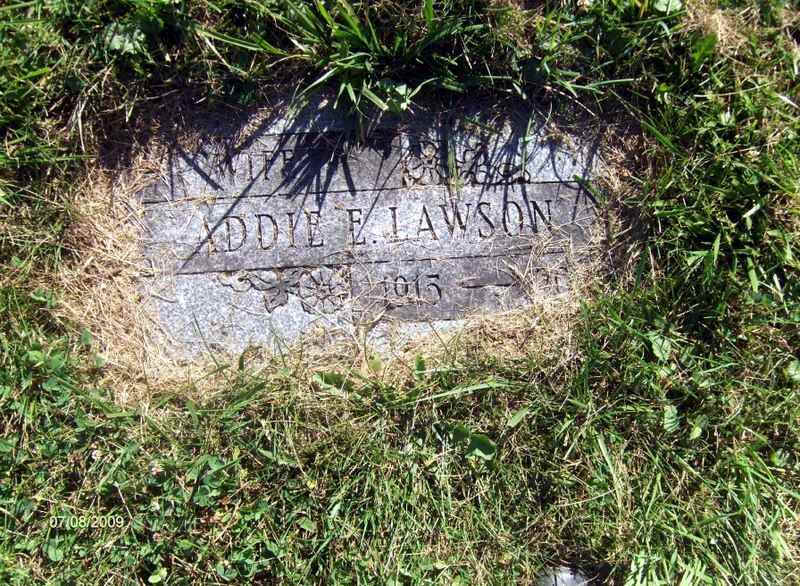 WIFE
ADDIE E. LAWSON
1915 —
07/08/2009